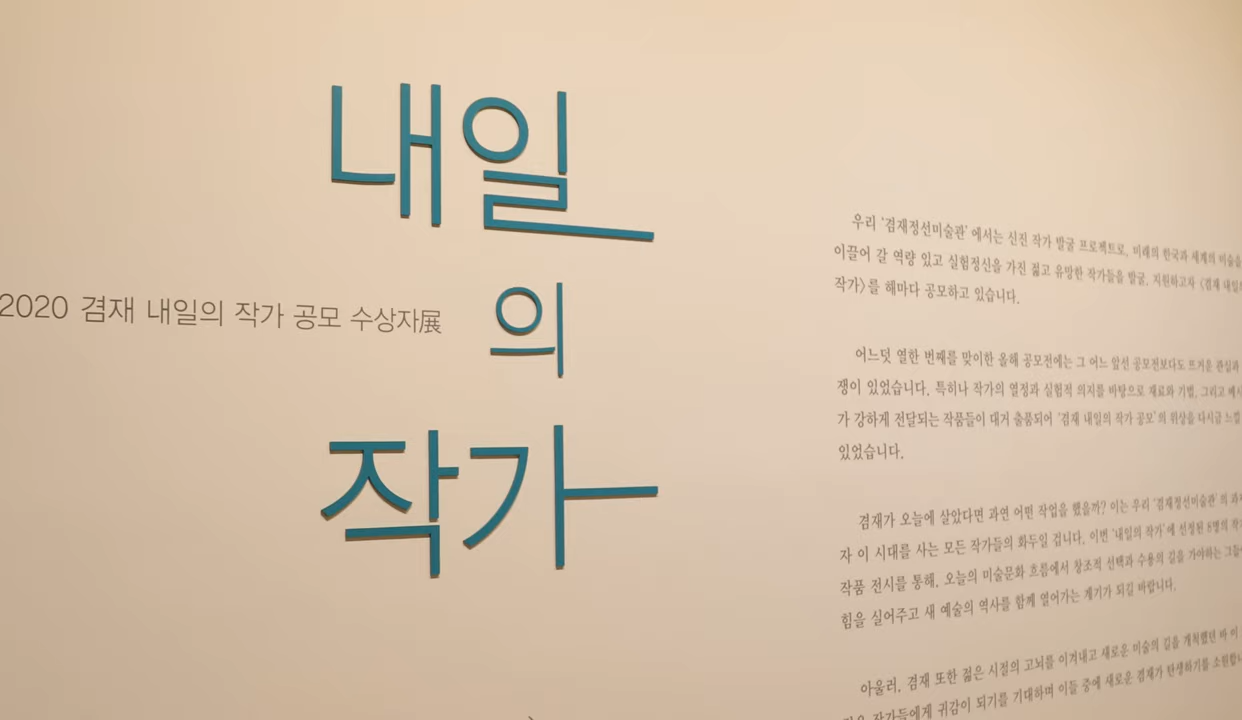 내일
의
작가
2020 겸재 내일의 작가 공모 수상자展
우리 '겸재정선미술관' 에서는 신진 작가 발굴 프로젝트로, 미래의 한국과 세계의 미술을
이끌어 갈 역량 있고 실험정신을 가진 젊고 유망한 작가들을 발굴, 지원하고자 〈겸재 내일의
작가〉를 해마다 공모하고 있습니다.
어느덧 열한 번째를 맞이한 올해 공모전에는 그 어느 앞선 공모전보다도 뜨거운 관심과
쟁이 있었습니다. 특히나 작가의 열정과 실험적 의지를 바탕으로 재료와 기법, 그리고
가 강하게 전달되는 작품들이 대거 출품되어 '겸재 내일의 작가 공모' 의 위상을 다시금 느낄
있었습니다.
겸재가 오늘에 살았다면 과연 어떤 작업을 했을까? 이는 우리 '겸재정선미술관' 의
자 이 시대를 사는 모든 작가들의 화두일 겁니다. 이번 '내일의 작가' 에 선정된 8명의
작품 전시를 통해, 오늘의 미술문화 흐름에서 창조적 선택과 수용의 길을 가야하는
힘을 실어주고 새 예술의 역사를 함께 열어가는 계기가 되길 바랍니다.
아울러, 겸재 또한 젊은 시절의 고뇌를 이겨내고 새로운 미술의 길을 개척했던 바 이
작가들에게 귀감이 되기를 기대하며 이들 중에 새로운 겸재가 탄생하기를